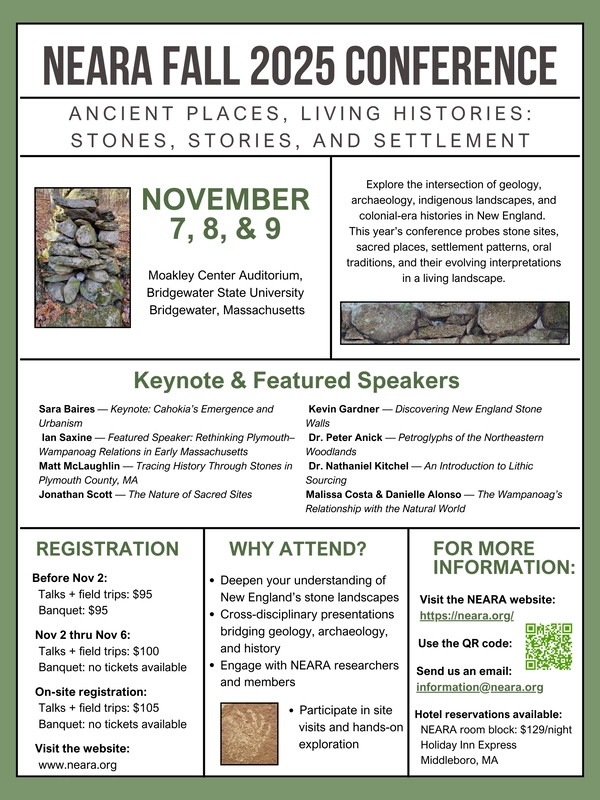 NEARA FALL 2025 CONFERENCE
ANCIENT PLACES, LIVING HISTORIES:
STONES, STORIES, AND SETTLEMENT
NOVEMBER
7, 8, & 9
Moakley Center Auditorium,
Bridgewater State University
Bridgewater, Massachusetts
Explore the intersection of geology,
archaeology, indigenous landscapes, and
colonial-era histories in New England.
This year's conference probes stone sites,
sacred places, settlement patterns, oral
traditions, and their evolving interpretations
in a living landscape.
Keynote & Featured Speakers
Sara Baires — Keynote: Cahokia's Emergence and
Urbanism
Ian Saxine — Featured Speaker: Rethinking Plymouth–
Wampanoag Relations in Early Massachusetts
Matt McLaughlin — Tracing History Through Stones in
Plymouth County, MA
Jonathan Scott — The Nature of Sacred Sites
Kevin Gardner — Discovering New England Stone
Walls
Dr. Peter Anick — Petroglyphs of the Northeastern
Woodlands
Dr. Nathaniel Kitchel — An Introduction to Lithic
Sourcing
Malissa Costa & Danielle Alonso — The Wampanoag's
Relationship with the Natural World
REGISTRATION
Before Nov 2:
Talks + field trips: $95
Banquet: $95
Nov 2 thru Nov 6:
Talks + field trips: $100
Banquet: no tickets available
On-site registration:
Talks + field trips: $105
Banquet: no tickets available
Visit the website:
www.neara.org
WHY ATTEND?
• Deepen your understanding of
New England's stone landscapes
• Cross-disciplinary presentations
bridging geology, archaeology,
and history
• Engage with NEARA researchers
and members
• Participate in site
visits and hands-on
exploration
FOR MORE
INFORMATION:
Visit the NEARA website:
https://neara.org/
Use the QR code:
Send us an email:
information@neara.org
Hotel reservations available:
NEARA room block: $129/night
Holiday Inn Express
Middleboro, MA